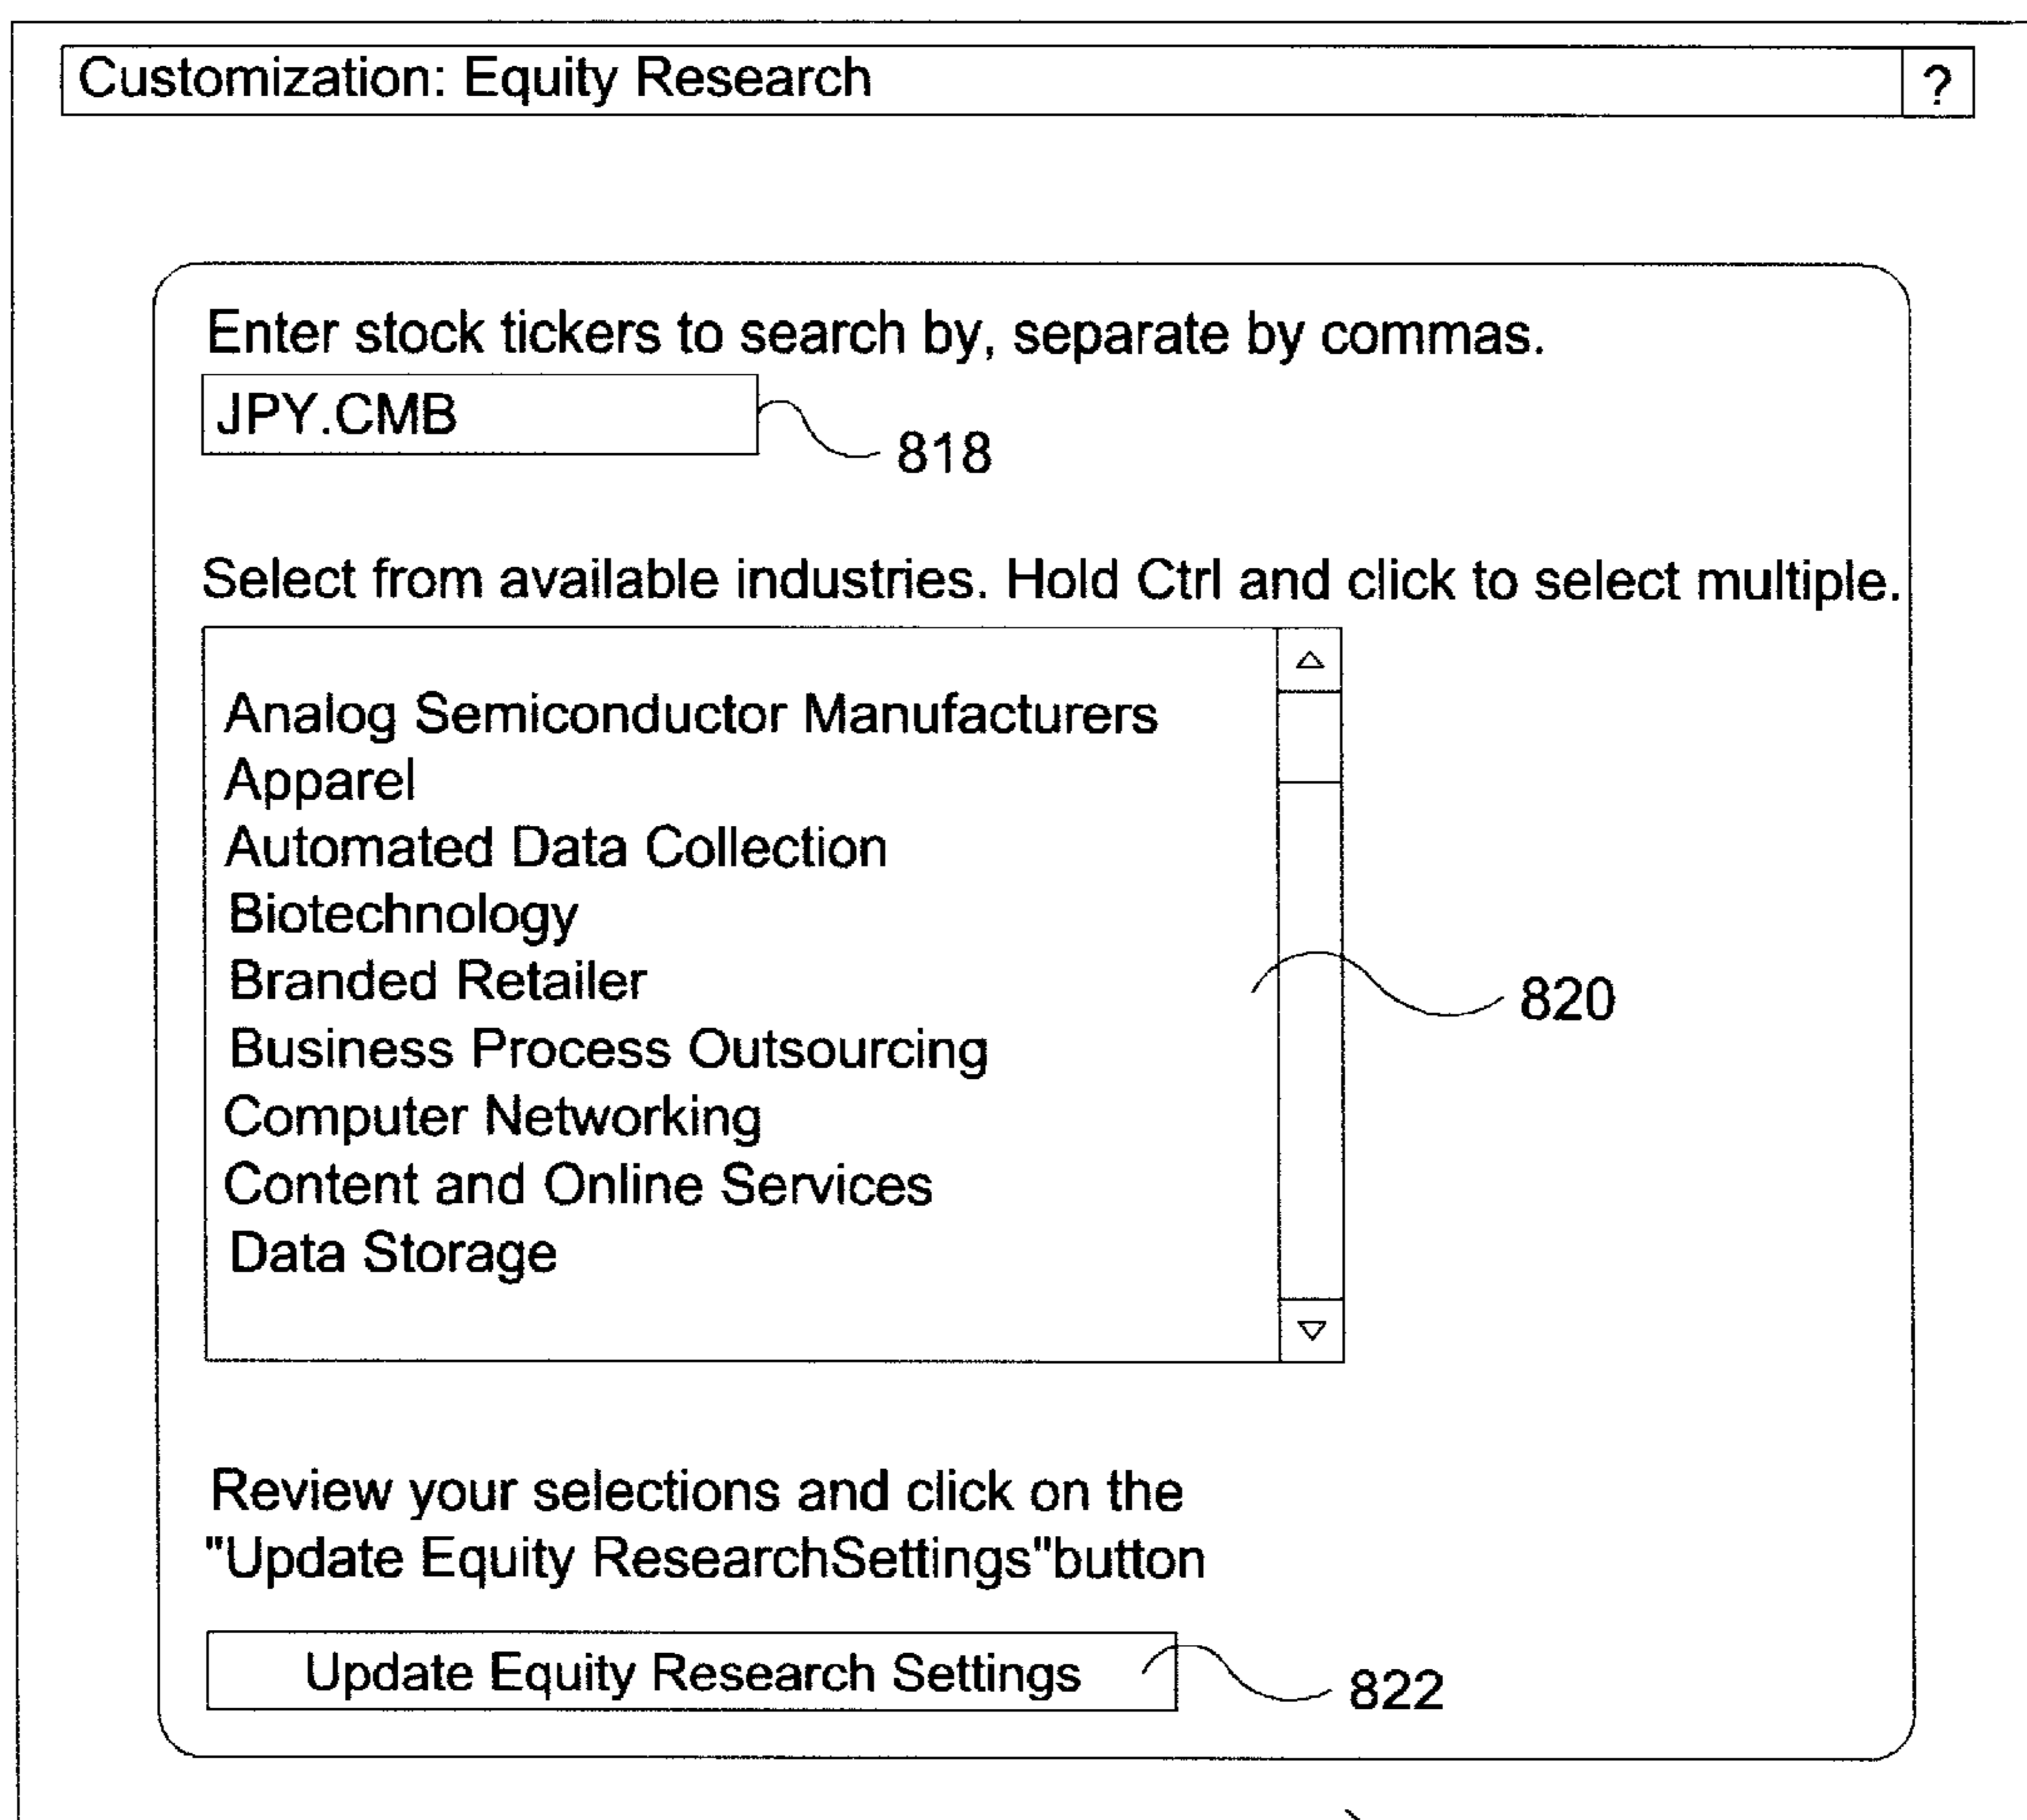 Customization: Equity Research ?
Enter stock tickers to search by, separate by commas.
JPY.CMB
818
Select from available industries. Hold Ctrl and click to select multiple.
Analog Semiconductor Manufacturers
Apparel
Automated Data Collection
Biotechnology
Branded Retailer
820
Business Process Outsourcing
Computer Networking
Content and Online Services
Data Storage
Review your selections and click on the
"Update Equity ResearchSettings"button
Update Equity Research Settings
822